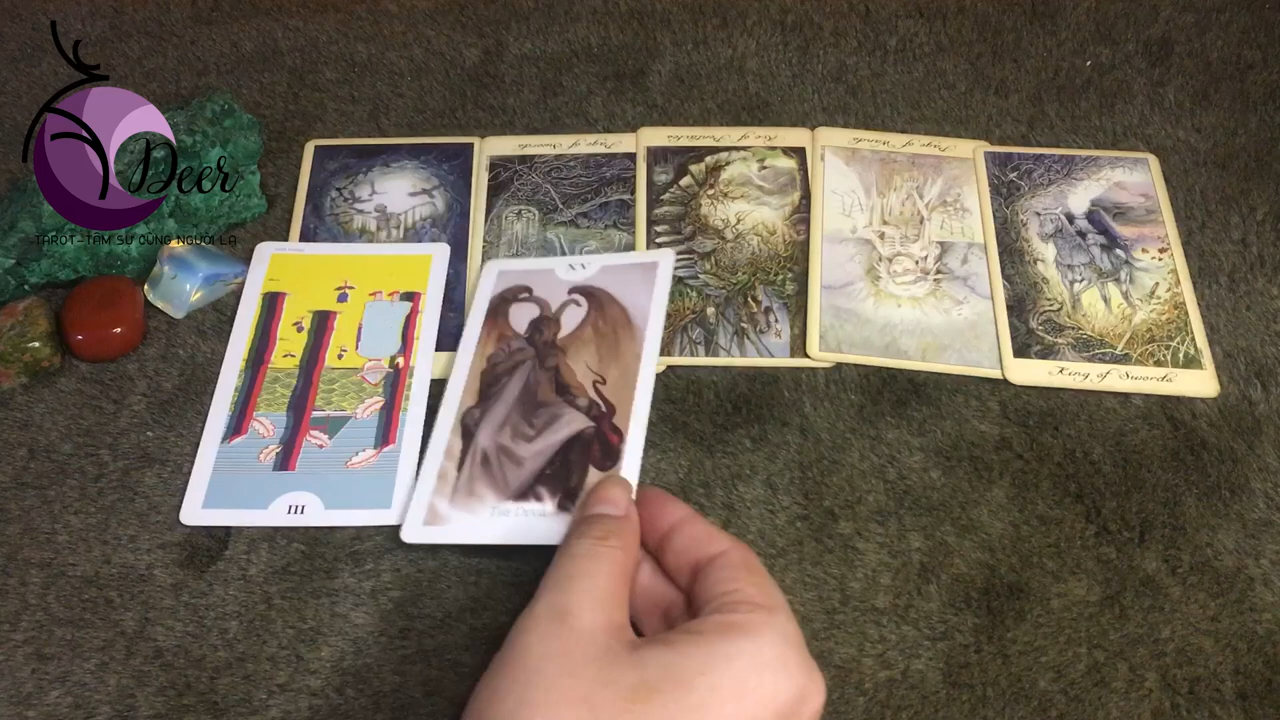 Deer
TAROT-TÂM SỰ CÙNG NGƯỜI LẠ
Page of Swords
Ace of Pentacles
Page of Wands
King of Swords
XV
The Devil
III